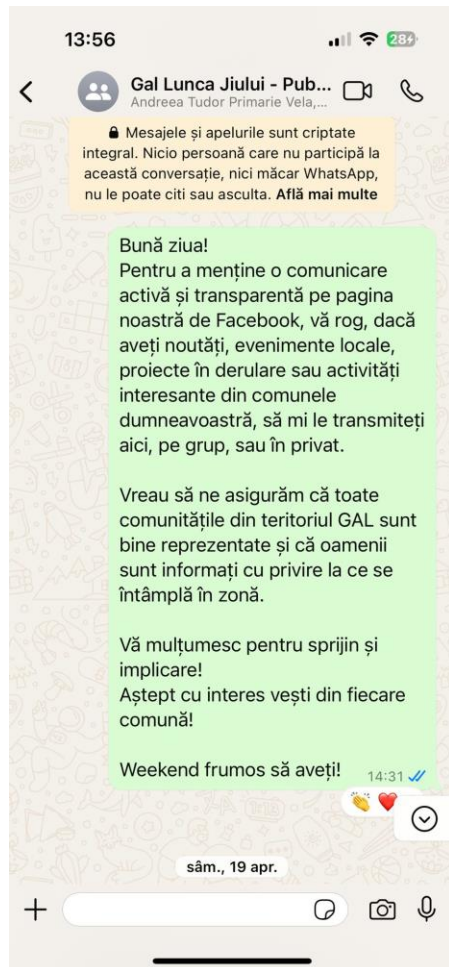 13:56
28
Gal Lunca Jiului - Pub...
Andreea Tudor Primarie Vela,...
Mesajele și apelurile sunt criptate
integral. Nicio persoană care nu participă la
această conversație, nici măcar WhatsApp,
nu le poate citi sau asculta. Află mai multe
Bună ziua!
Pentru a menține o comunicare
activă și transparentă pe pagina
noastră de Facebook, vă rog, dacă
aveți noutăți, evenimente locale,
proiecte în derulare sau activități
interesante din comunele
dumneavoastră, să mi le transmiteți
aici, pe grup, sau în privat.
Vreau să ne asigurăm că toate
comunitățile din teritoriul GAL sunt
bine reprezentate și că oamenii
sunt informați cu privire la ce se
întâmplă în zonă.
Vă mulțumesc pentru sprijin și
implicare!
Aștept cu interes vești din fiecare
comună!
Weekend frumos să aveți!
14:31
sâm., 19 apr.